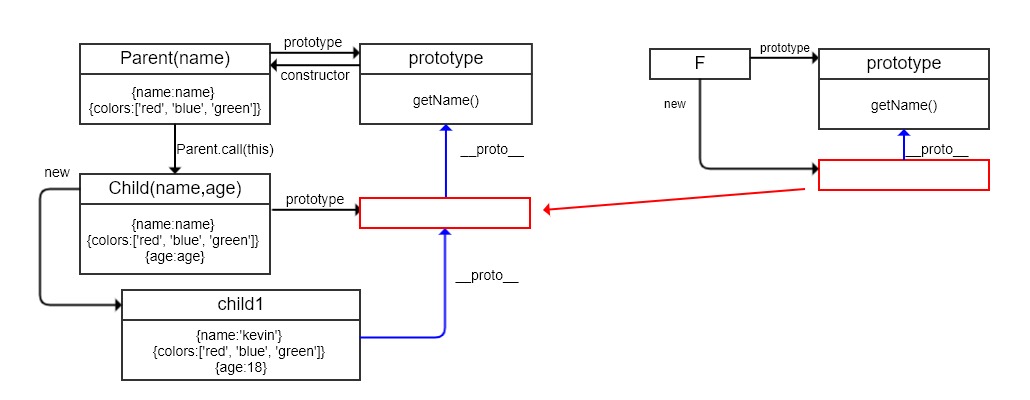 Parent(name)
{name:name}
{colors:['red', 'blue', 'green']}
prototype
constructor
prototype
getName()
Parent.call(this)
__proto__
new
Child(name,age)
{name:name}
{colors:['red', 'blue', 'green']}
{age:age}
prototype
__proto__
child1
{name:'kevin'}
{colors:['red', 'blue', 'green']}
{age:18}
F
prototype
prototype
getName()
new
__proto__